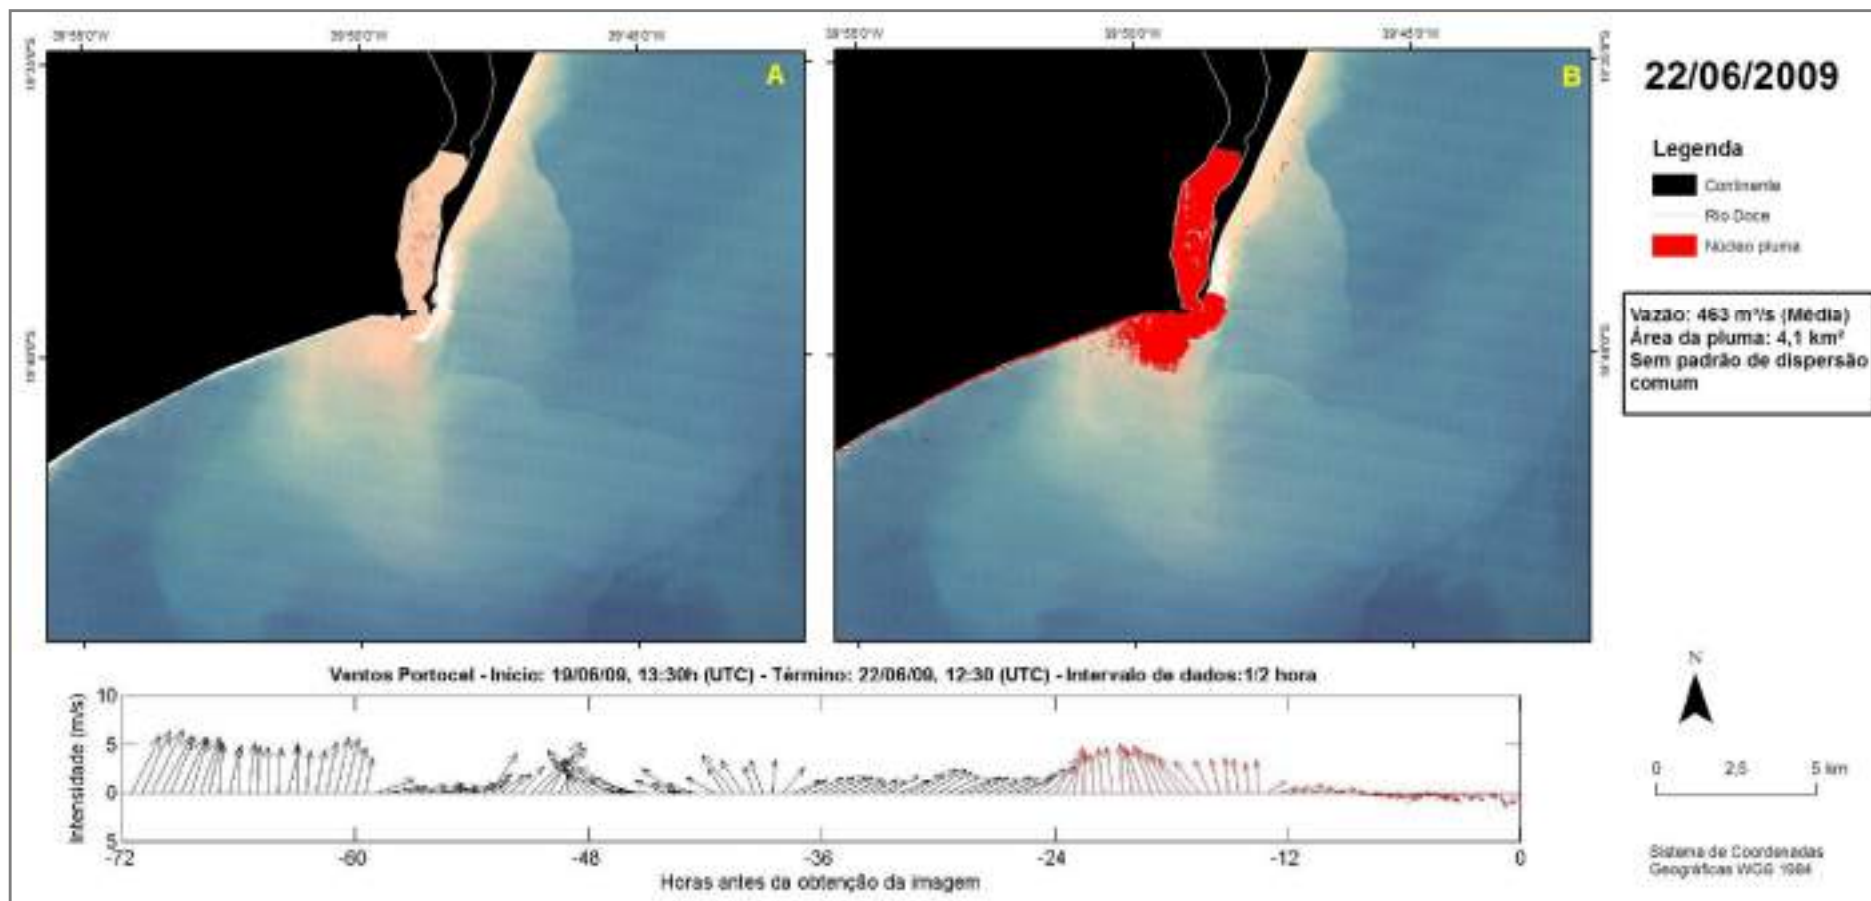 39°50'0"W
A
B
22/06/2009
Legenda
Continente
Rio Doce
Núcleo pluma
Vazão: 463 m³/s (Média)
Área da pluma: 4,1 km²
Sem padrão de dispersão
comum
Ventos Portocel - Início: 19/06/09, 13:30h (UTC) - Término: 22/06/09, 12:30 (UTC) - Intervalo de dados:1/2 hora
Intensidade (m/s)
10
5
0
5
-72
-60
-48
-36
-24
-12
0
Horas antes da obtenção da imagem
N
0 2,5 5 km
Sistema de Coordenadas
Geográficas WGS 1984